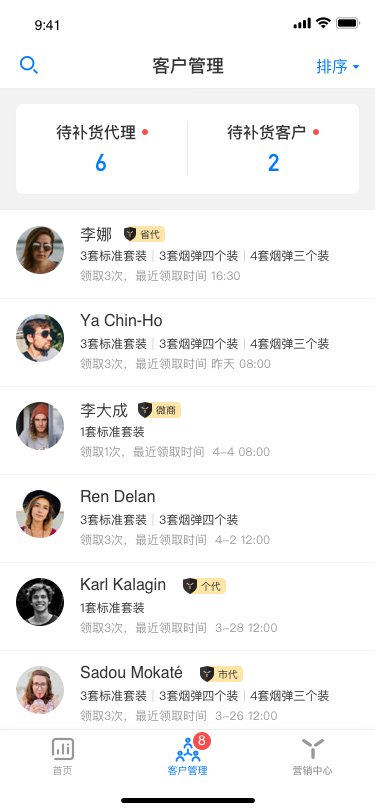 9:41
客户管理
排序
待补货代理
待补货客户
6
2
李娜 省代
3套标准套装 | 3套烟弹四个装 | 4套烟弹三个装
领取3次，最近领取时间 16:30
Ya Chin-Ho
3套标准套装 | 3套烟弹四个装 | 4套烟弹三个装
领取3次，最近领取时间 昨天 08:00
李大成 微商
1套标准套装
领取1次，最近领取时间 4-4 08:00
Ren Delan
3套标准套装 | 3套烟弹四个装
领取3次，最近领取时间 4-2 12:00
Karl Kalagin 个代
1套标准套装
领取3次，最近领取时间 3-28 12:00
Sadou Mokaté 市代
3套标准套装 | 3套烟弹四个装 | 4套烟弹三个装
领取3次，最近领取时间 3-26 12:00
8
首页
客户管理
营销中心